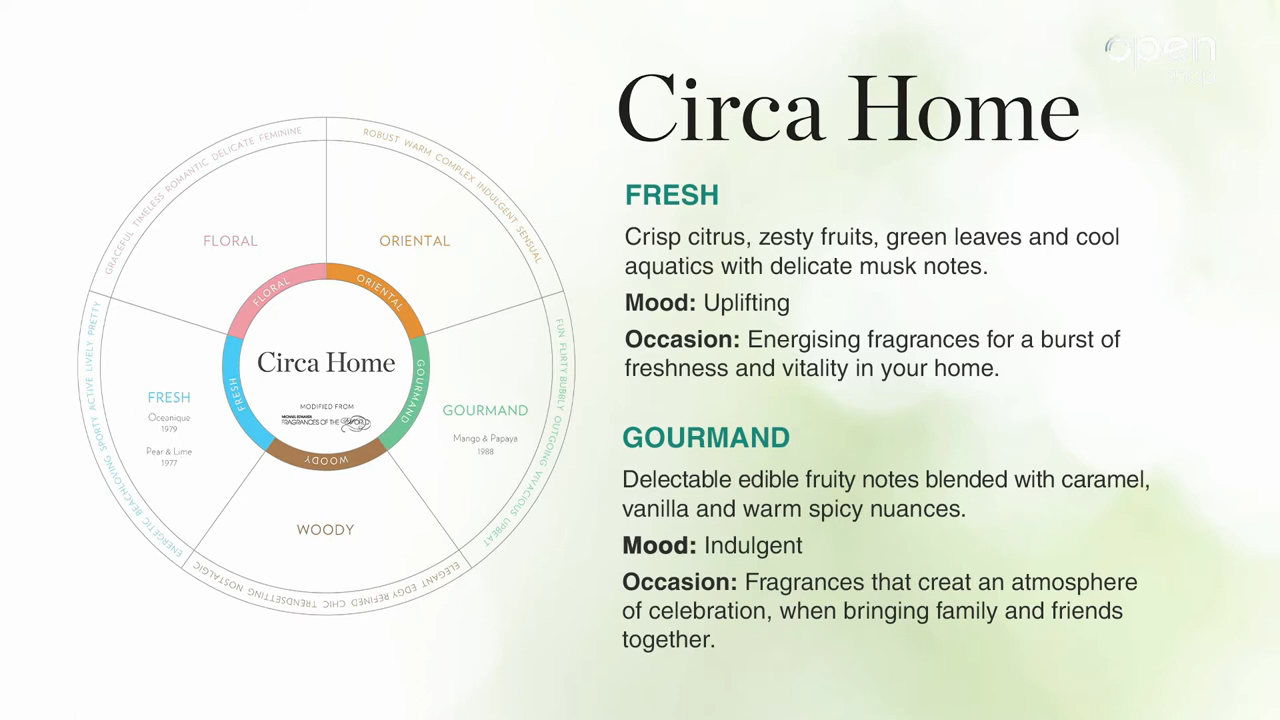 open
Circa Home
FRESH
Crisp citrus, zesty fruits, green leaves and cool
aquatics with delicate musk notes.
Mood: Uplifting
Occasion: Energising fragrances for a burst of
freshness and vitality in your home.
GOURMAND
Delectable edible fruity notes blended with caramel,
vanilla and warm spicy nuances.
Mood: Indulgent
Occasion: Fragrances that creat an atmosphere
of celebration, when bringing family and friends
together.
GRACEFUL TIMELESS ROMANTIC DELICATE FEMININE
ROBUST WARM COMPLEX INDULGENT SENSUAL
FLORAL
ORIENTAL
FLORAL
ORIENTAL
ENERGETIC BEACHLOVING SPORTY ACTIVE LIVELY PRETTY
FUN FLIRTY BUBBLY OUTGOING VIVACIOUS UPBEAT
Circa Home
MODIFIED FROM
MICHAEL EDWARDS
FRAGRANCES OF THE WORLD
FRESH
GOURMAND
FRESH
Oceanique
1979
Pear & Lime
1977
GOURMAND
Mango & Papaya
1988
WOODY
WOODY
ELEGANT EDGY REFINED CHIC TRENDSETTING NOSTALGIC